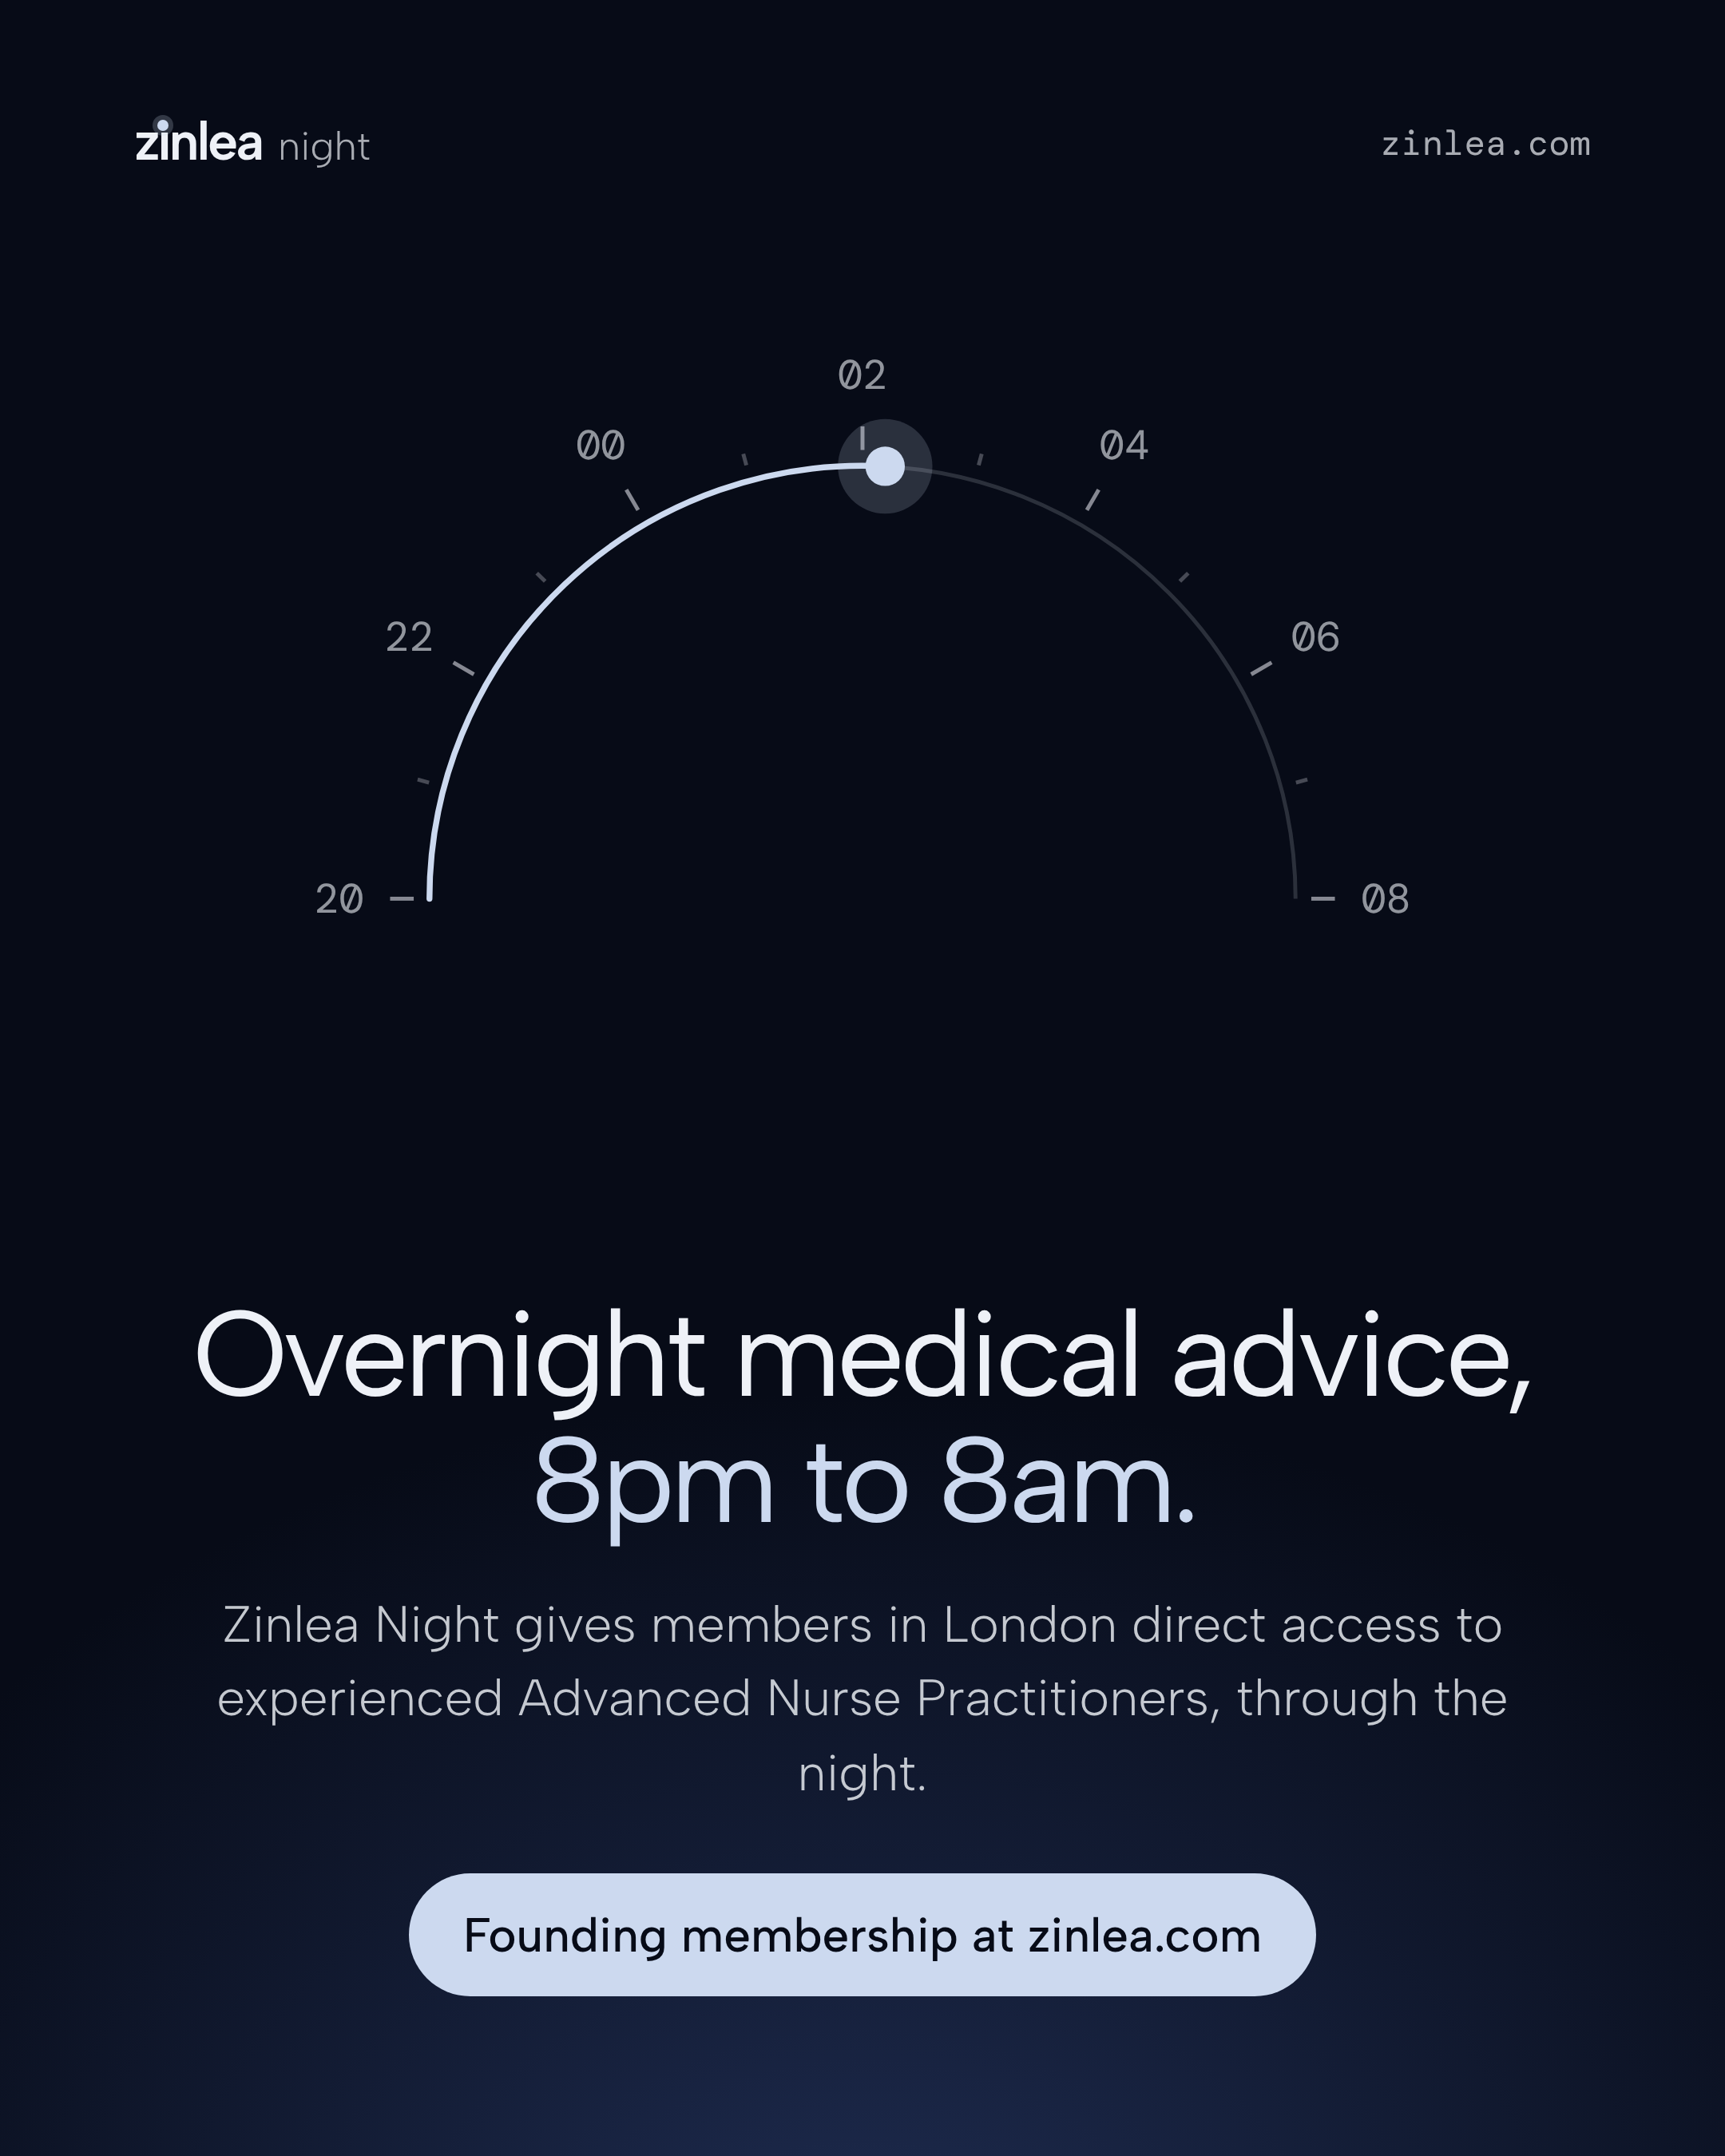 zinlea night
zinlea.com
02
00
04
22
06
20
08
Overnight medical advice,
8pm to 8am.
Zinlea Night gives members in London direct access to
experienced Advanced Nurse Practitioners, through the
night.
Founding membership at zinlea.com